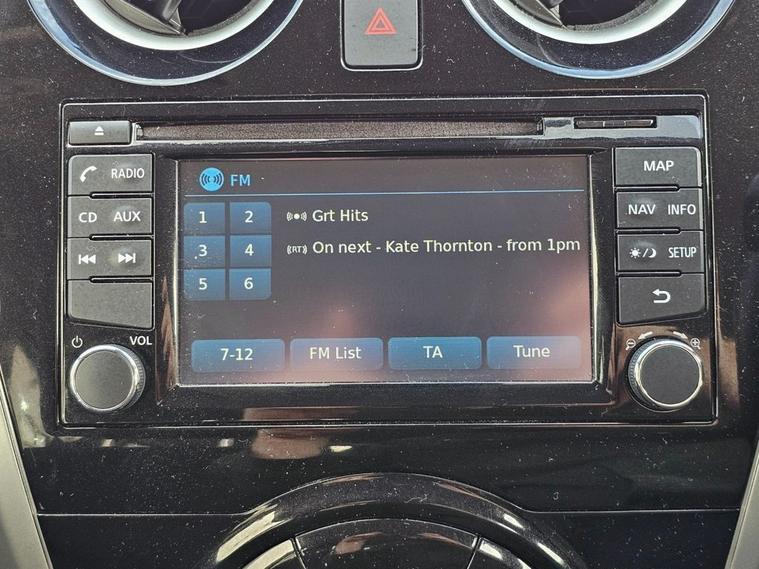 RADIO
CD AUX
VOL
FM
1 2
3 4
5 6
Grt Hits
(RT) On next - Kate Thornton - from 1pm
7-12 FM List TA Tune
MAP
NAV INFO
SETUP